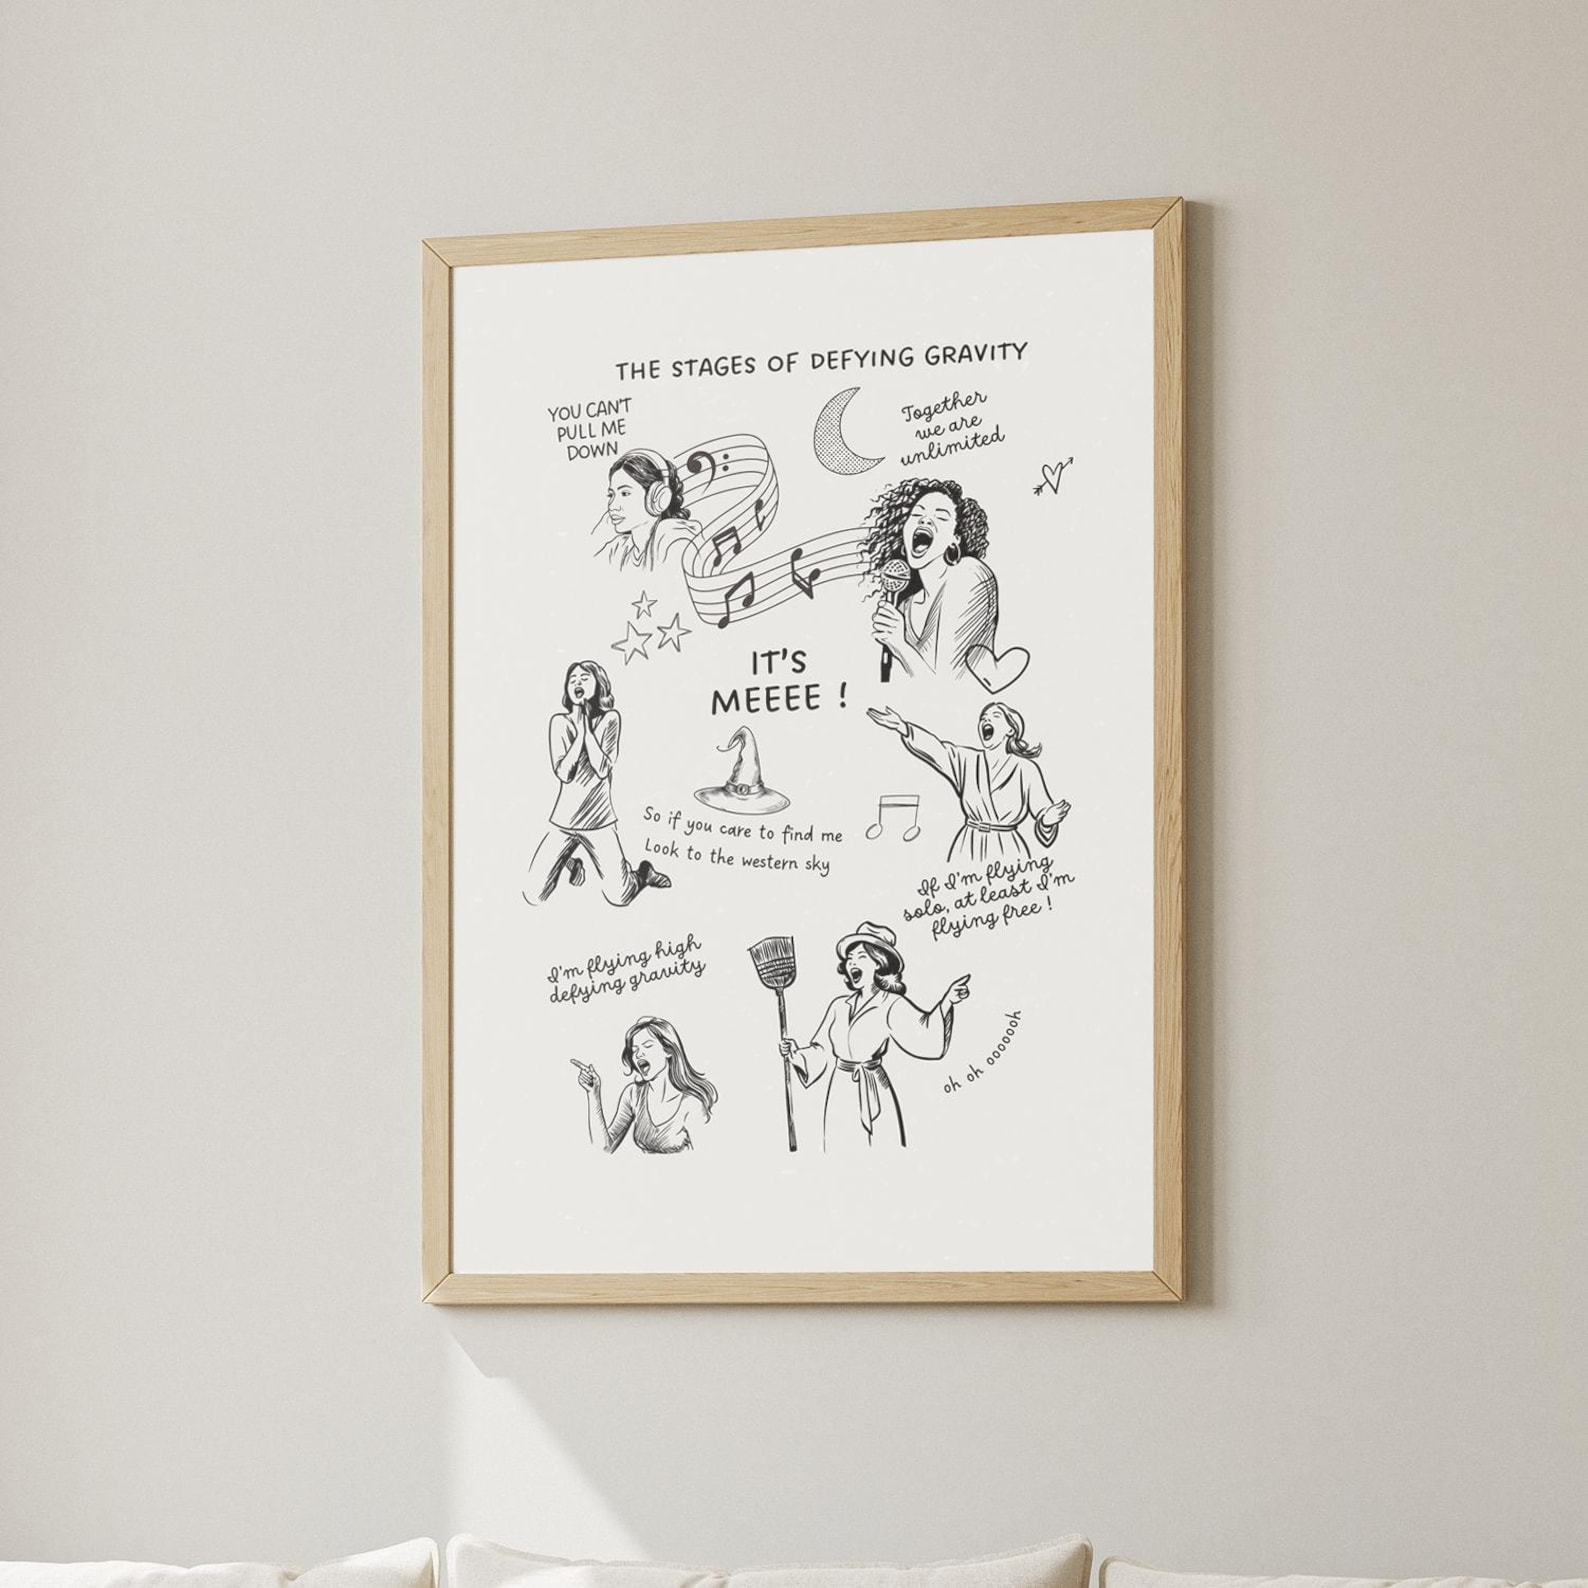 THE STAGES OF DEFYING GRAVITY
YOU CAN'T
PULL ME
DOWN
Together
we are
unlimited
IT'S
MEEEE !
So if you care to find me
Look to the western sky
If I'm flying
solo, at least I'm
flying free !
I'm flying high
defying gravity
oh oh ooooooh